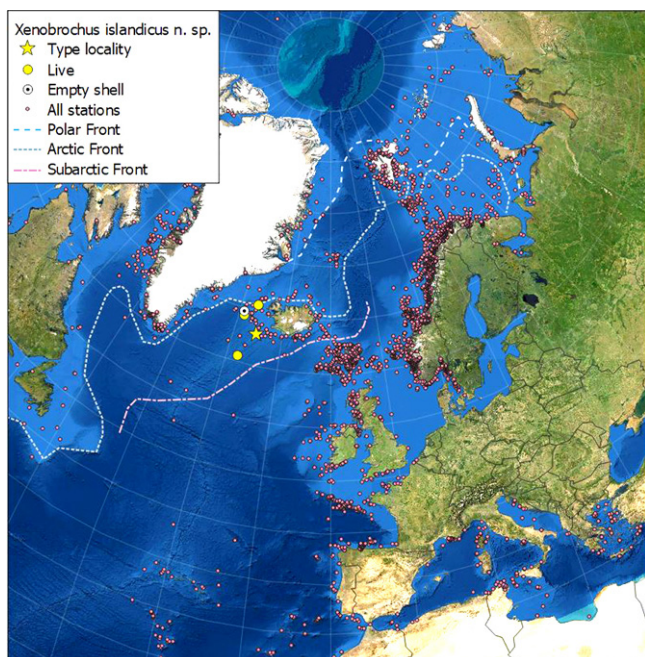 Xenobrochus islandicus n. sp.
Type locality
Live
Empty shell
All stations
Polar Front
Arctic Front
Subarctic Front